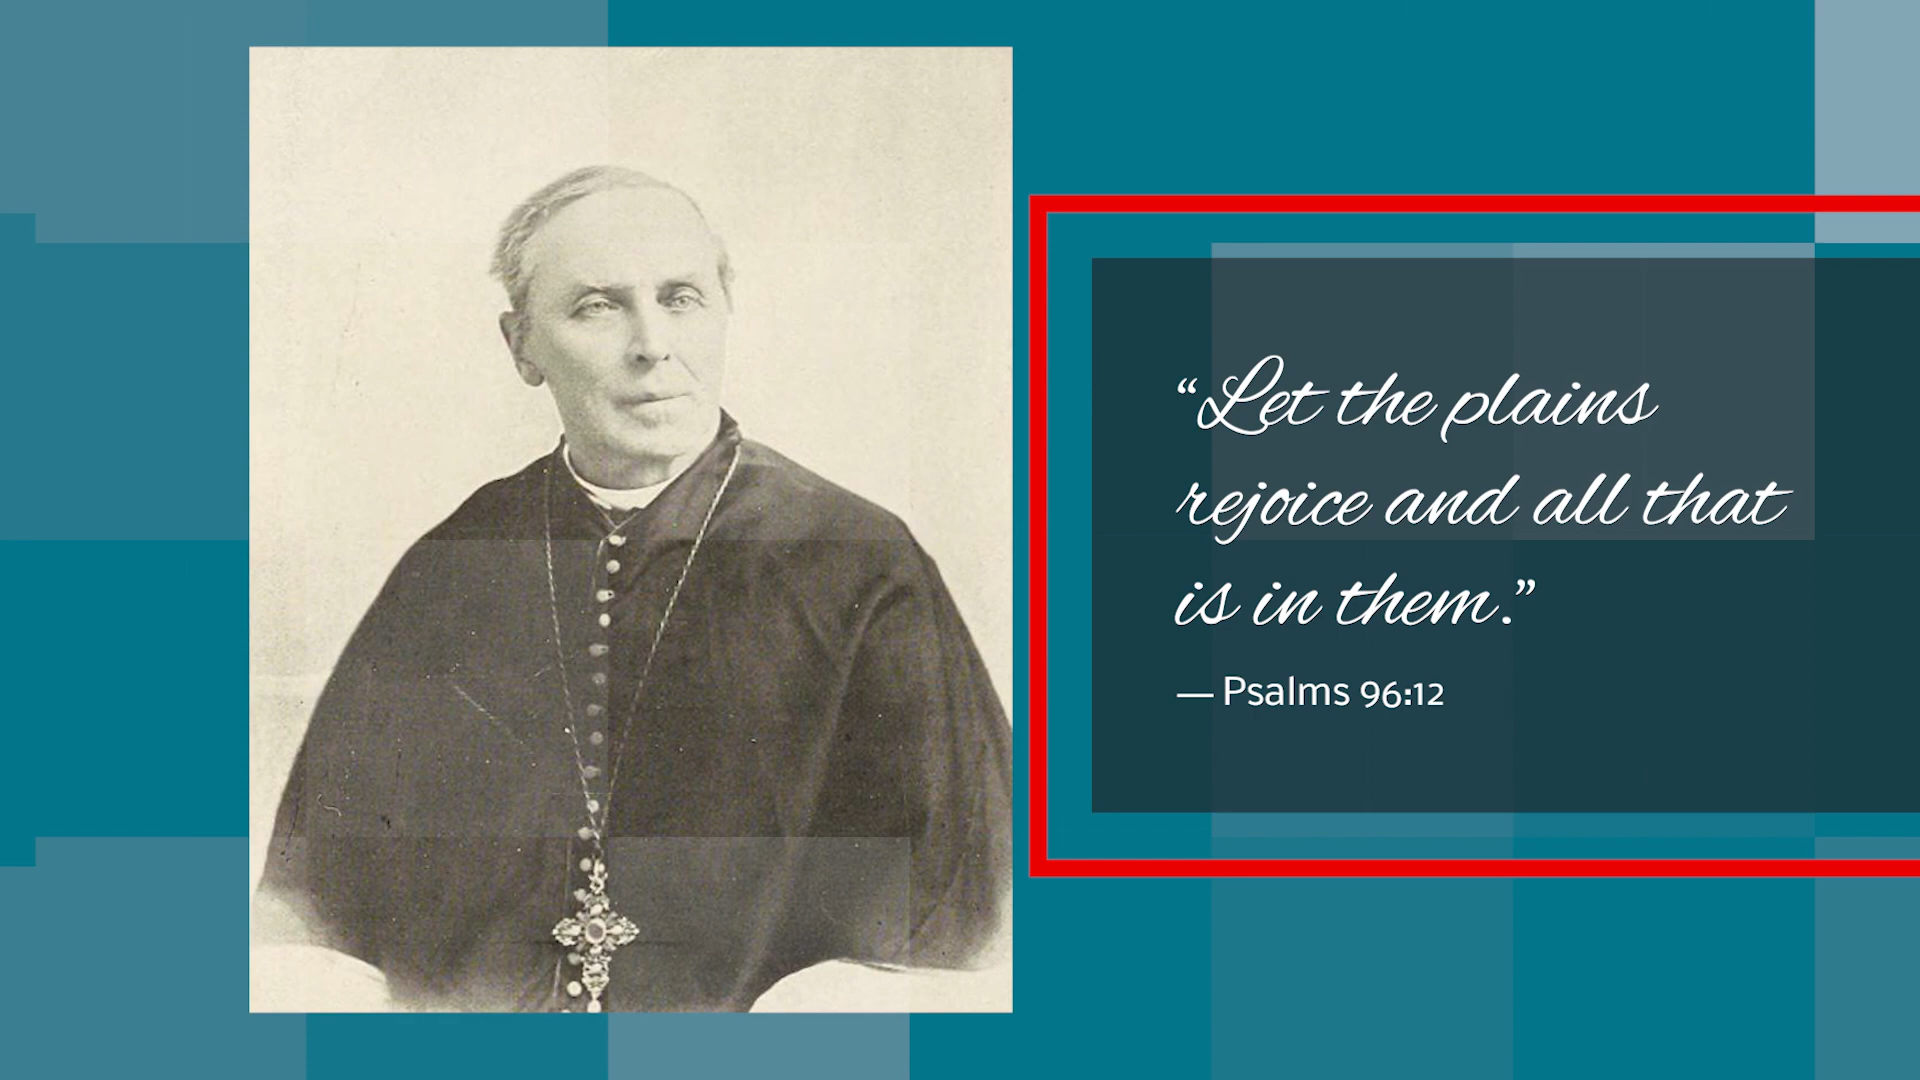 “Let the plains
rejoice and all that
is in them.”
— Psalms 96:12